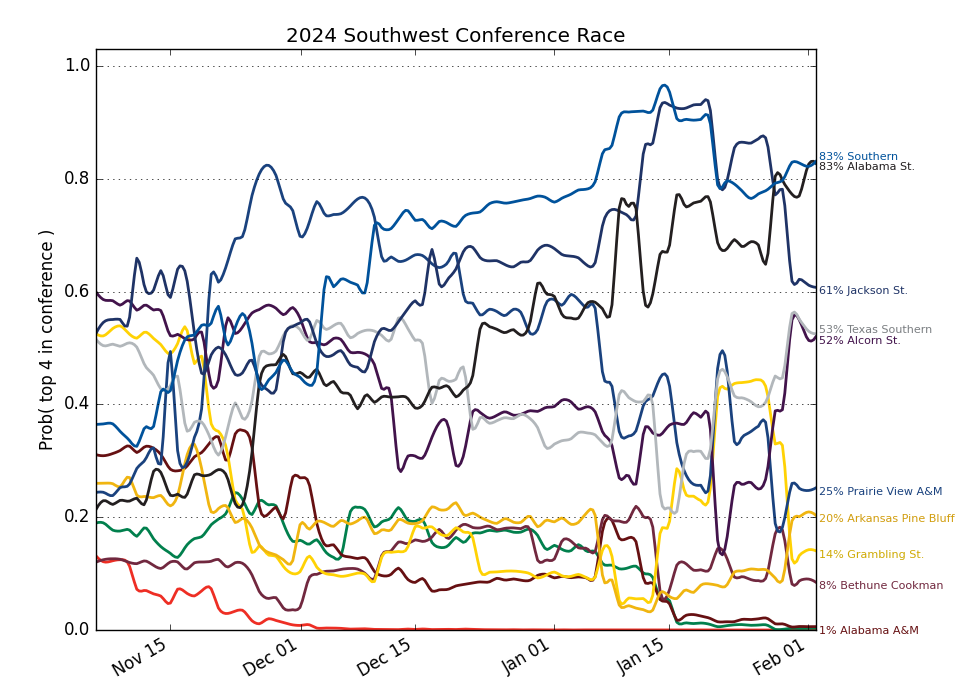 2024 Southwest Conference Race
Prob( top 4 in conference )
1.0
0.8
0.6
0.4
0.2
0.0
Nov 15
Dec 01
Dec 15
Jan 01
Jan 15
Feb 01
83% Southern
83% Alabama St.
61% Jackson St.
53% Texas Southern
52% Alcorn St.
25% Prairie View A&M
20% Arkansas Pine Bluff
14% Grambling St.
8% Bethune Cookman
1% Alabama A&M